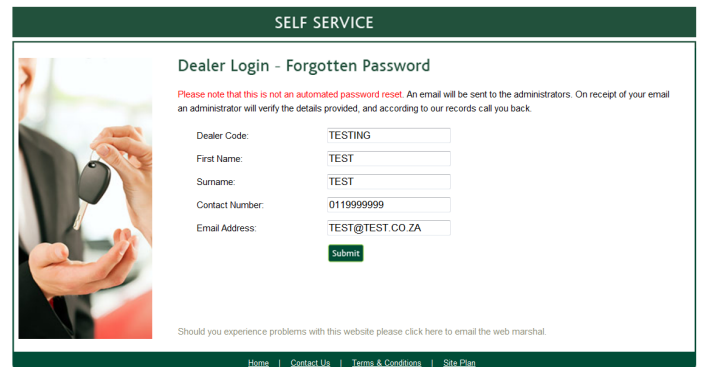 SELF SERVICE
Dealer Login - Forgotten Password
Please note that this is not an automated password reset. An email will be sent to the administrators. On receipt of your email
an administrator will verify the details provided, and according to our records call you back.
Dealer Code: TESTING
First Name: TEST
Surname: TEST
Contact Number: 0119999999
Email Address: TEST@TEST.CO.ZA
Submit
Should you experience problems with this website please click here to email the web marshal.
Home | Contact Us | Terms & Conditions | Site Plan